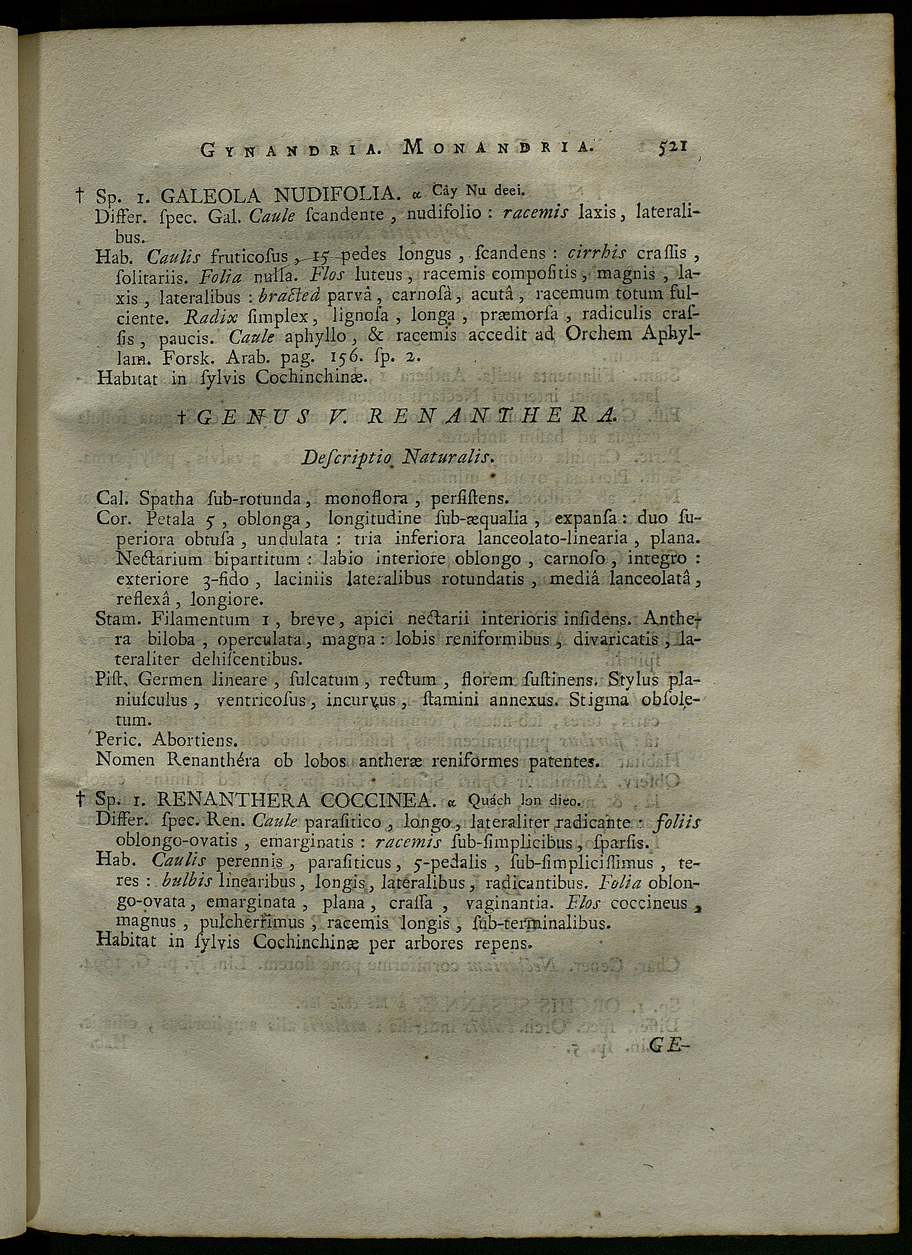 GYNANDRIA. MONANDRIA. 521
† Sp. 1. GALEOLA NUDIFOLIA. α Cây Nu deei.
Differ. ſpec. Gal. Caule ſcandente, nudifolio: racemis laxis, laterali-
bus.
Hab. Caulis fruticoſus, 15 pedes longus, ſcandens: cirrhis craſſis,
ſolitariis. Folia nulla. Flos luteus, racemis compoſitis, magnis, la-
xis, lateralibus: bracteâ parvâ, carnoſâ, acutâ, racemum totum ful-
ciente. Radix ſimplex, lignoſa, longa, præmorſa, radiculis craſ-
ſis, paucis. Caule aphyllo, & racemis accedit ad Orchem Aphyl-
lam. Forsk. Arab. pag. 156. ſp. 2.
Habitat in ſylvis Cochinchinæ.
† GENUS V. RENANTHERA.
Deſcriptio Naturalis.
Cal. Spatha ſub-rotunda, monoflora, perſiſtens.
Cor. Petala 5, oblonga, longitudine ſub-æqualia, expanſa: duo ſu-
periora obtuſa, undulata: tria inferiora lanceolato-linearia, plana.
Nectarium bipartitum: labio interiore oblongo, carnoſo, integro:
exteriore 3-fido, laciniis lateralibus rotundatis, mediâ lanceolatâ,
reflexâ, longiore.
Stam. Filamentum 1, breve, apici nectarii interioris inſidens. Anthe-
ra biloba, operculata, magna: lobis reniformibus, divaricatis, la-
teraliter dehiſcentibus.
Piſt. Germen lineare, ſulcatum, rectum, florem ſuſtinens. Stylus pla-
niuſculus, ventricoſus, incurvus, ſtamini annexus. Stigma obſole-
tum.
Peric. Abortiens.
Nomen Renanthéra ob lobos antheræ reniformes patentes.
† Sp. 1. RENANTHERA COCCINEA. α Quách lon dieo.
Differ. ſpec. Ren. Caule paraſitico, longo, lateraliter radicante: foliis
oblongo-ovatis, emarginatis: racemis ſub-ſimplicibus, ſparſis.
Hab. Caulis perennis, paraſiticus, 5-pedalis, ſub-ſimpliciſſimus, te-
res: bulbis linearibus, longis, lateralibus, radicantibus. Folia oblon-
go-ovata, emarginata, plana, craſſa, vaginantia. Flos coccineus,
magnus, pulcherrimus, racemis longis, ſub-terminalibus.
Habitat in ſylvis Cochinchinæ per arbores repens.
GE-